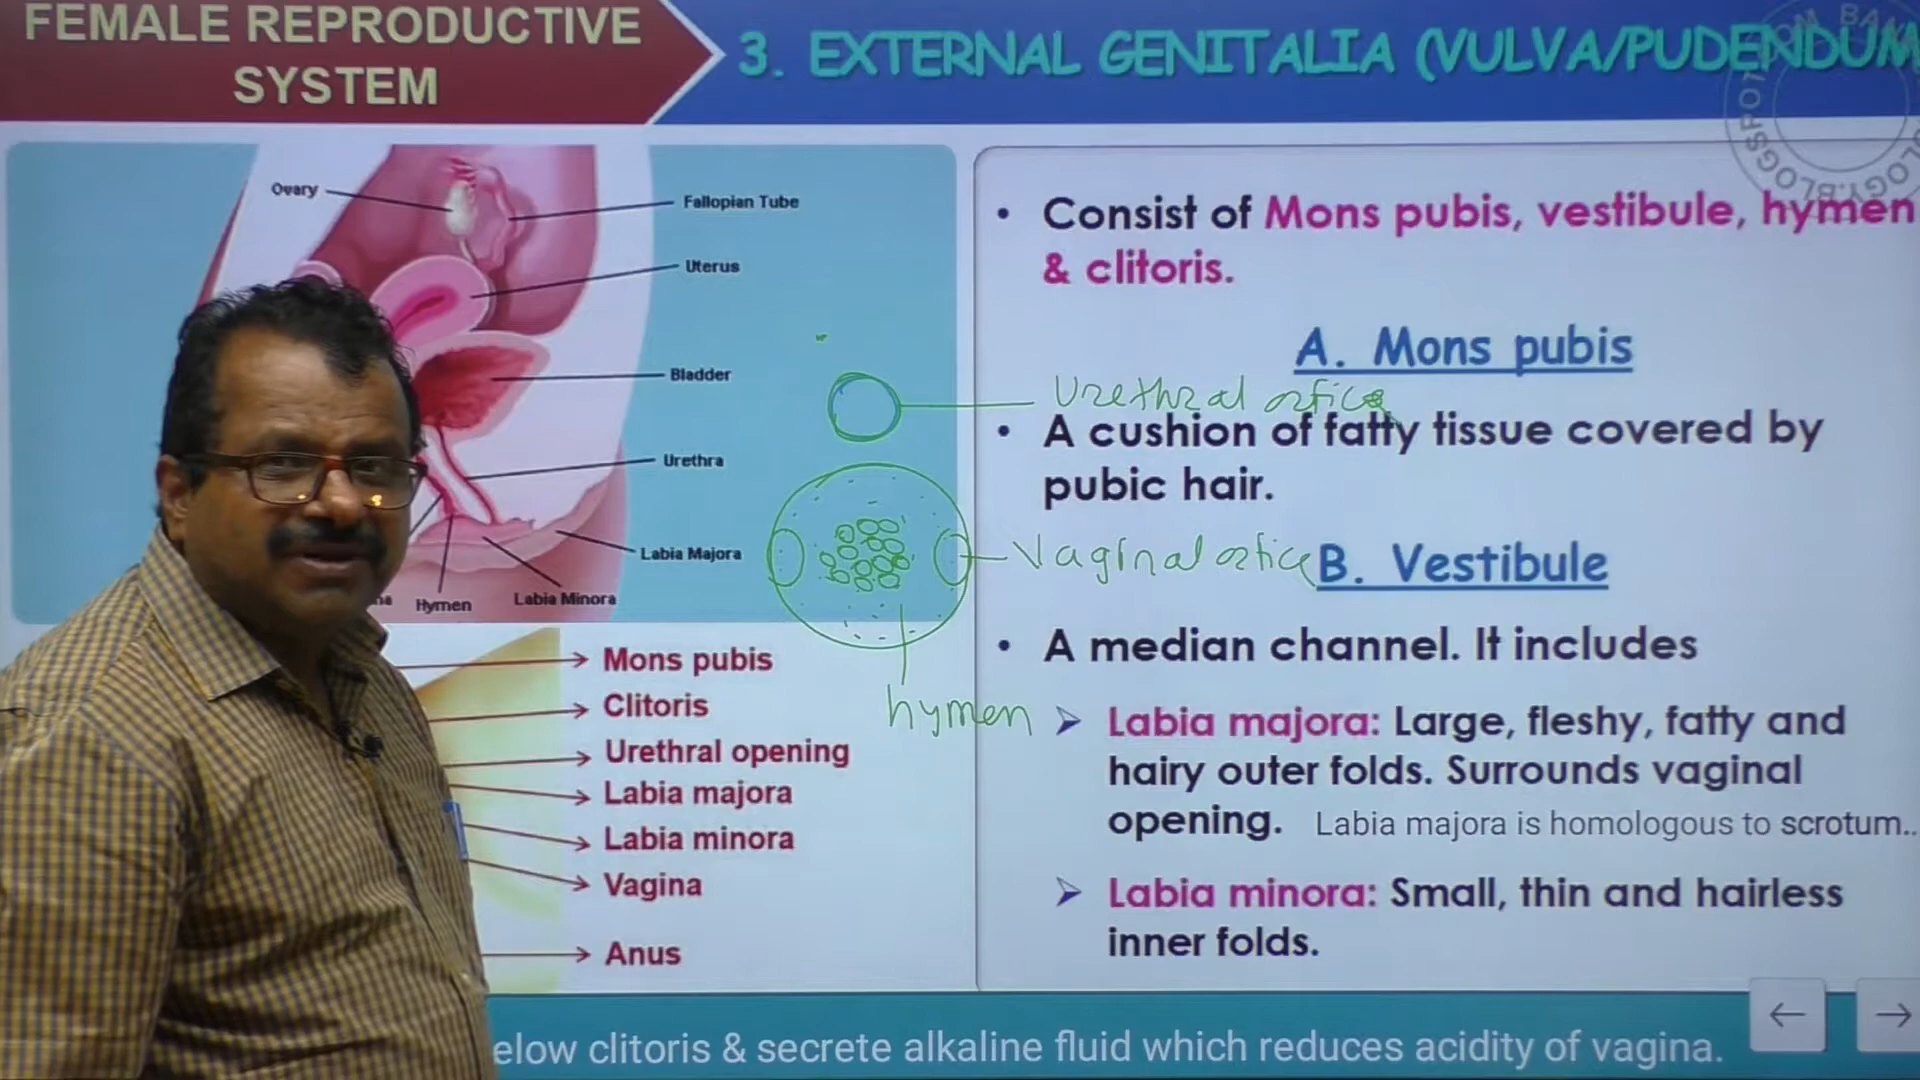 FEMALE REPRODUCTIVE
SYSTEM
3. EXTERNAL GENITALIA (VULVA/PUDENDUM
Ovary
Fallopian Tube
Uterus
Bladder
Urethra
Labia Majora
Hymen
Labia Minora
Urethral
Vaginal
hymen
Mons pubis
Clitoris
Urethral opening
Labia majora
Labia minora
Vagina
Anus
• Consist of Mons pubis, vestibule, hymen
& clitoris.
A. Mons pubis
• A cushion of fatty tissue covered by
pubic hair.
B. Vestibule
• A median channel. It includes
Labia majora: Large, fleshy, fatty and
hairy outer folds. Surrounds vaginal
opening. Labia majora is homologous to scrotum..
Labia minora: Small, thin and hairless
inner folds.
elow clitoris & secrete alkaline fluid which reduces acidity of vagina.